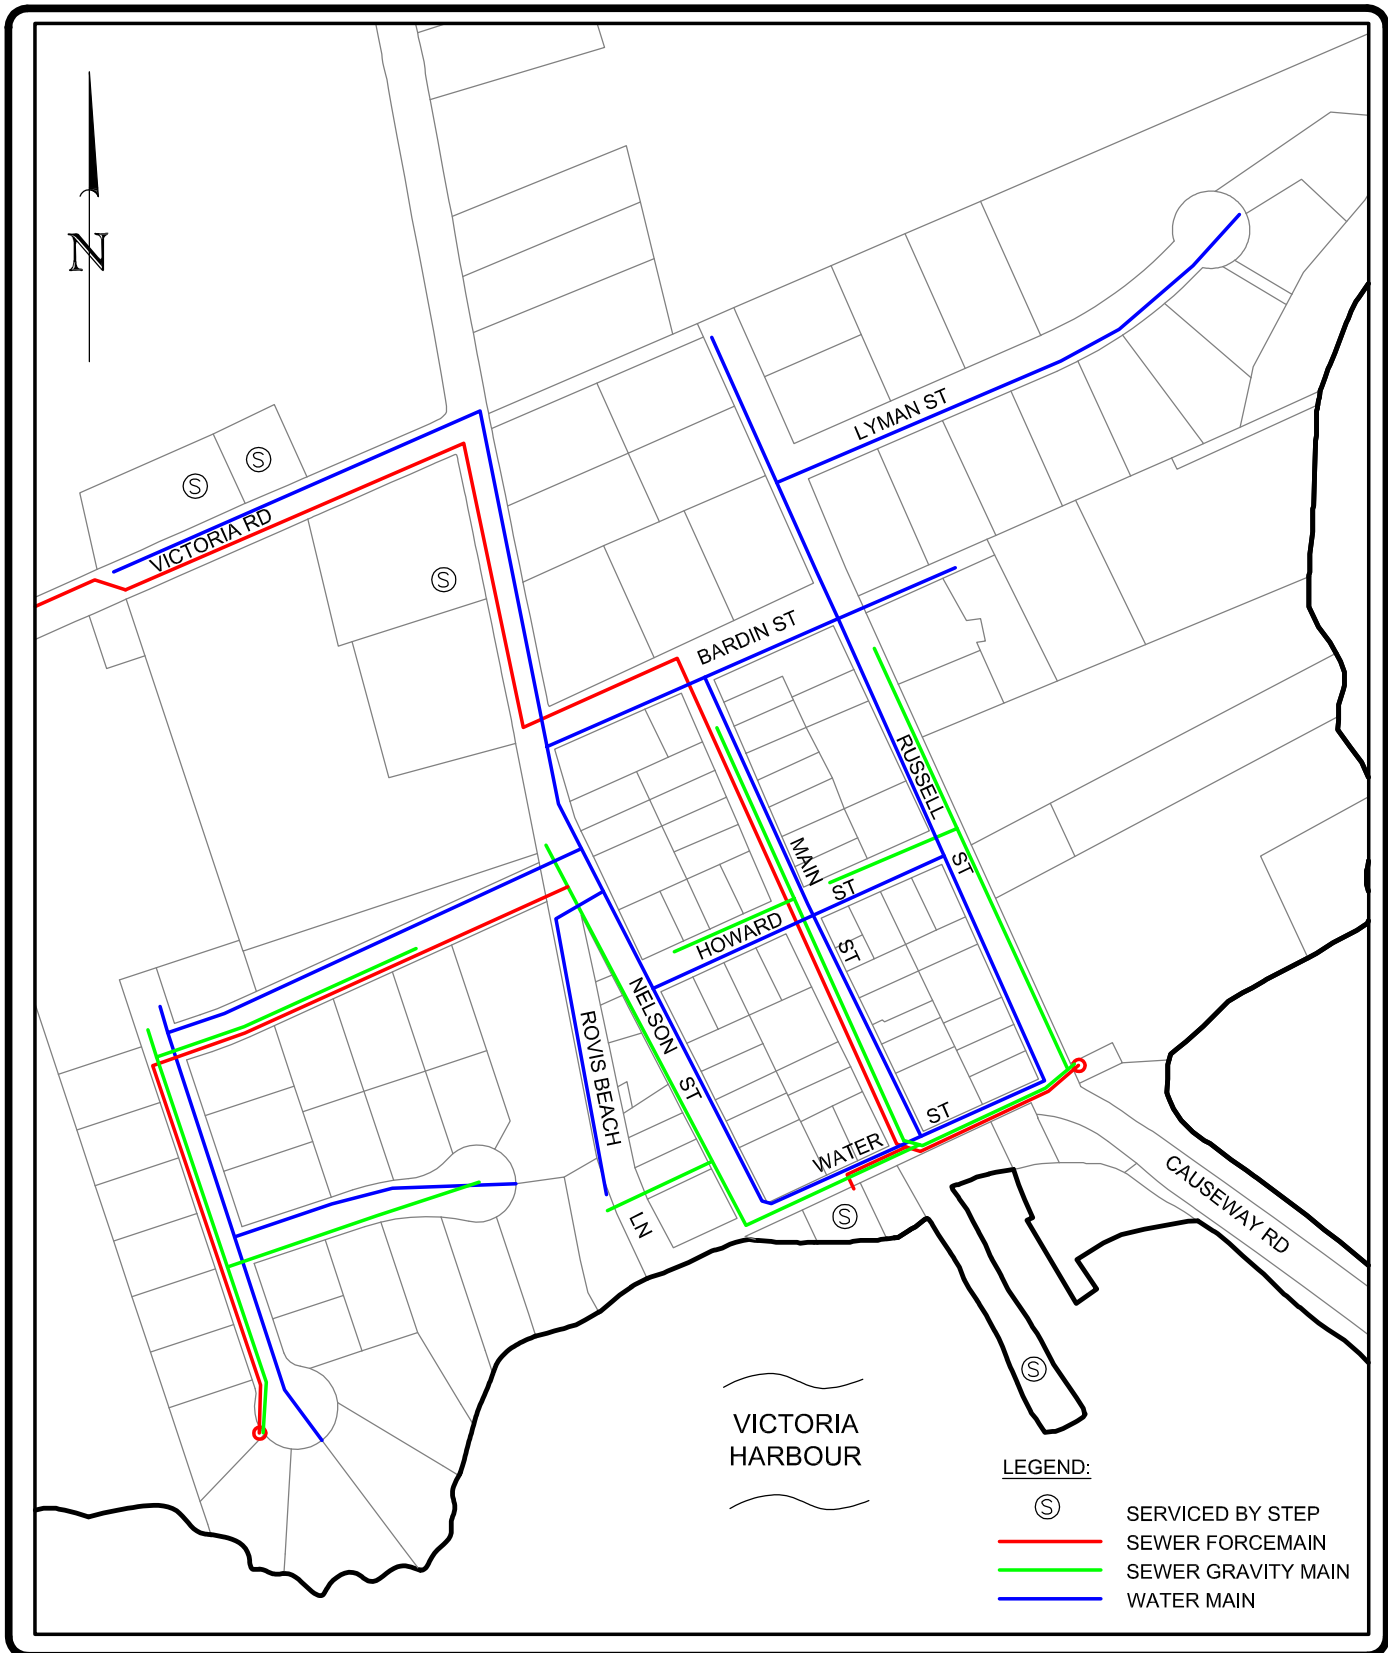 N
LYMAN ST
Ⓢ
Ⓢ
VICTORIA RD
Ⓢ
BARDIN ST
RUSSELL
ST
MAIN
ST
ST
HOWARD
NELSON
ST
ROVIS BEACH
LN
WATER
ST
CAUSEWAY RD
Ⓢ
Ⓢ
VICTORIA
HARBOUR
LEGEND:
Ⓢ SERVICED BY STEP
SEWER FORCEMAIN
SEWER GRAVITY MAIN
WATER MAIN